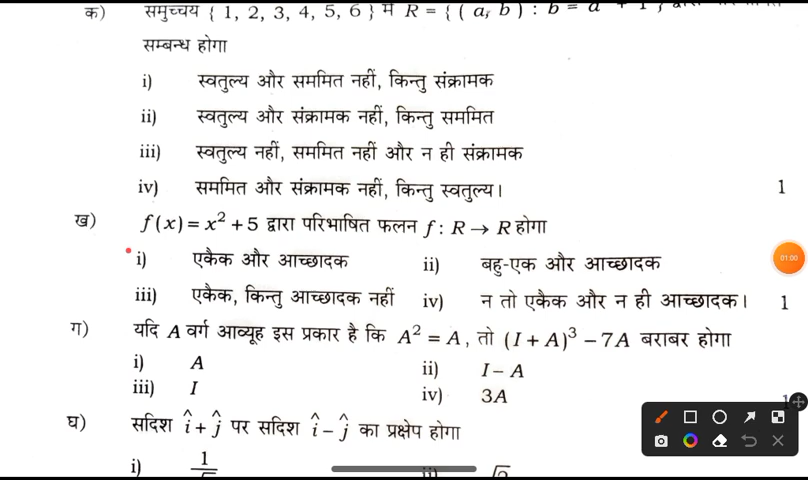 क) समुच्चय { 1, 2, 3, 4, 5, 6 } में R = { ( a, b ) : b = a + 1 } द्वारा
सम्बन्ध होगा
i) स्वतुल्य और सममित नहीं, किन्तु संक्रामक
ii) स्वतुल्य और संक्रामक नहीं, किन्तु सममित
iii) स्वतुल्य नहीं, सममित नहीं और न ही संक्रामक
iv) सममित और संक्रामक नहीं, किन्तु स्वतुल्य। 1
ख) f(x) = x² + 5 द्वारा परिभाषित फलन f : R → R होगा
i) एकैक और आच्छादक ii) बहु-एक और आच्छादक
iii) एकैक, किन्तु आच्छादक नहीं iv) न तो एकैक और न ही आच्छादक। 1
ग) यदि A वर्ग आव्यूह इस प्रकार है कि A² = A, तो (I + A)³ − 7A बराबर होगा
i) A ii) I − A
iii) I iv) 3A 1
घ) सदिश î + ĵ पर सदिश î − ĵ का प्रक्षेप होगा
i) 1 ii)
01:00